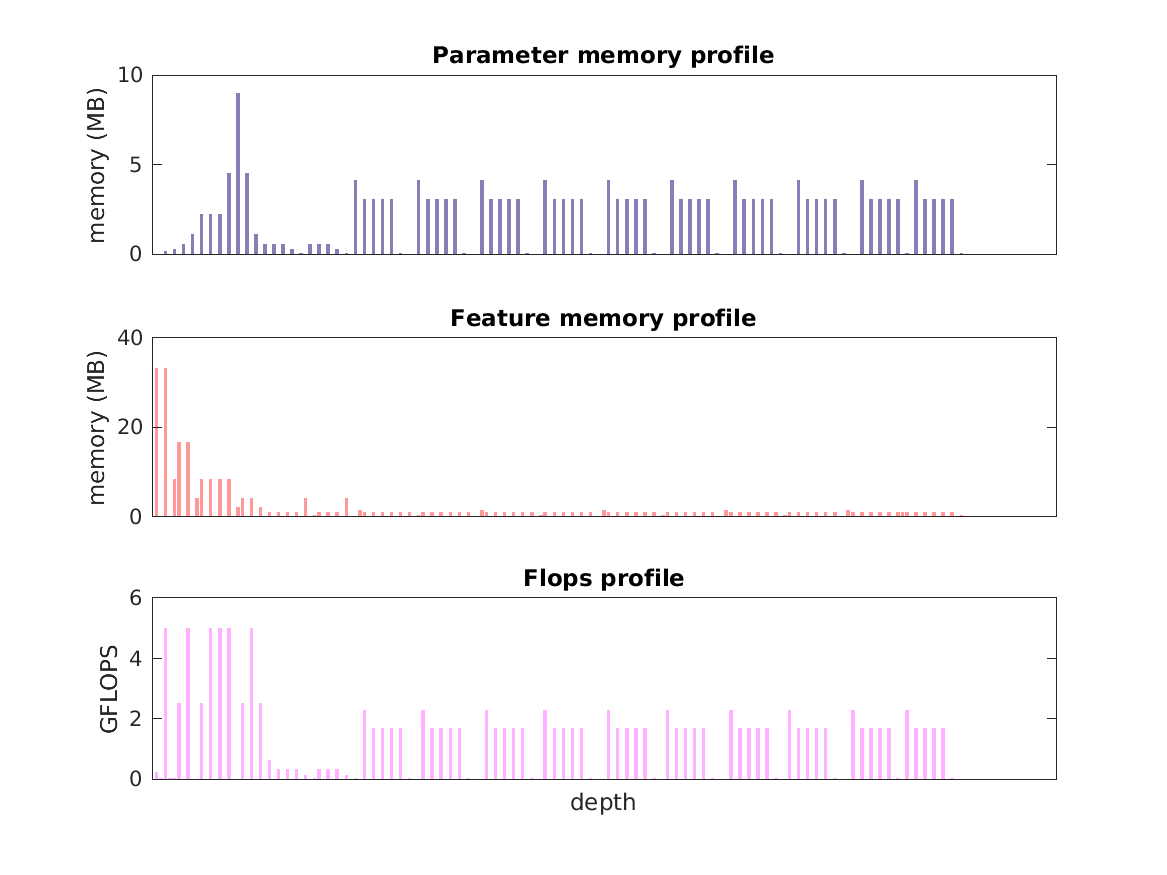 Parameter memory profile
10
5
0
memory (MB)
Feature memory profile
40
20
0
memory (MB)
Flops profile
6
4
2
0
GFLOPS
depth